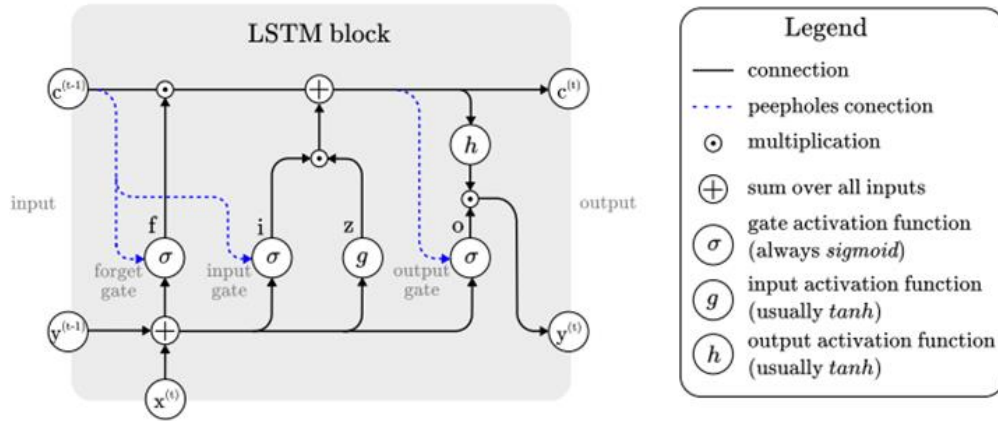 LSTM block
c(t-1)
c(t)
h
input
output
f
i
z
o
σ
σ
g
σ
forget
gate
input
gate
output
gate
y(t-1)
y(t)
x(t)
Legend
connection
peepholes conection
multiplication
sum over all inputs
σ
gate activation function
(always sigmoid)
g
input activation function
(usually tanh)
h
output activation function
(usually tanh)